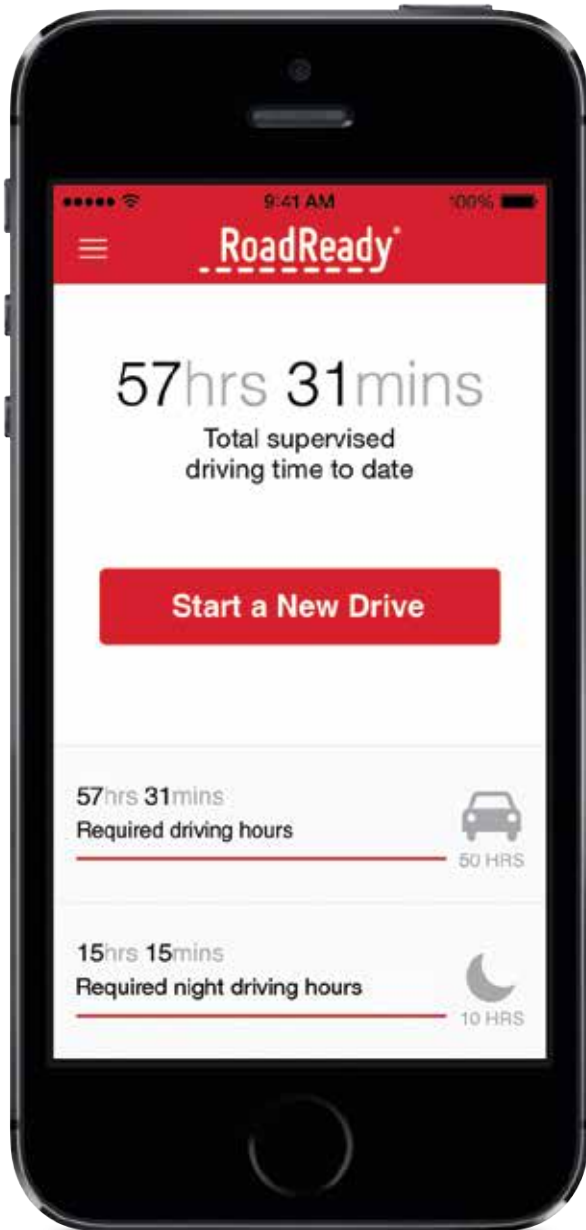 9:41 AM
100%
RoadReady®
57hrs 31mins
Total supervised
driving time to date
Start a New Drive
57hrs 31mins
Required driving hours
50 HRS
15hrs 15mins
Required night driving hours
10 HRS